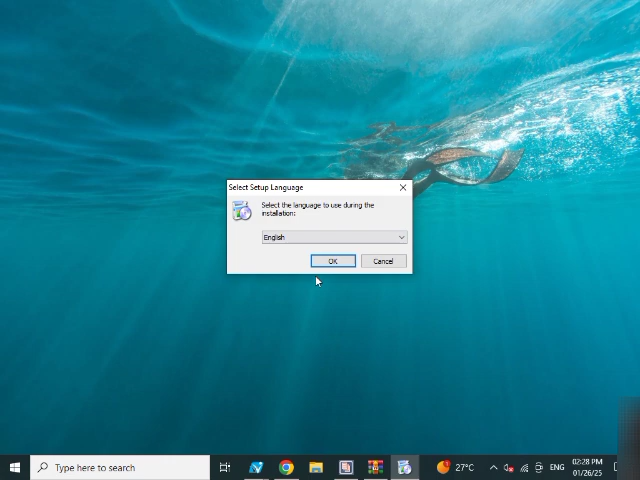 Select Setup Language
Select the language to use during the
installation:
English
OK
Cancel
Type here to search
27°C
ENG
02:28 PM
01/26/25